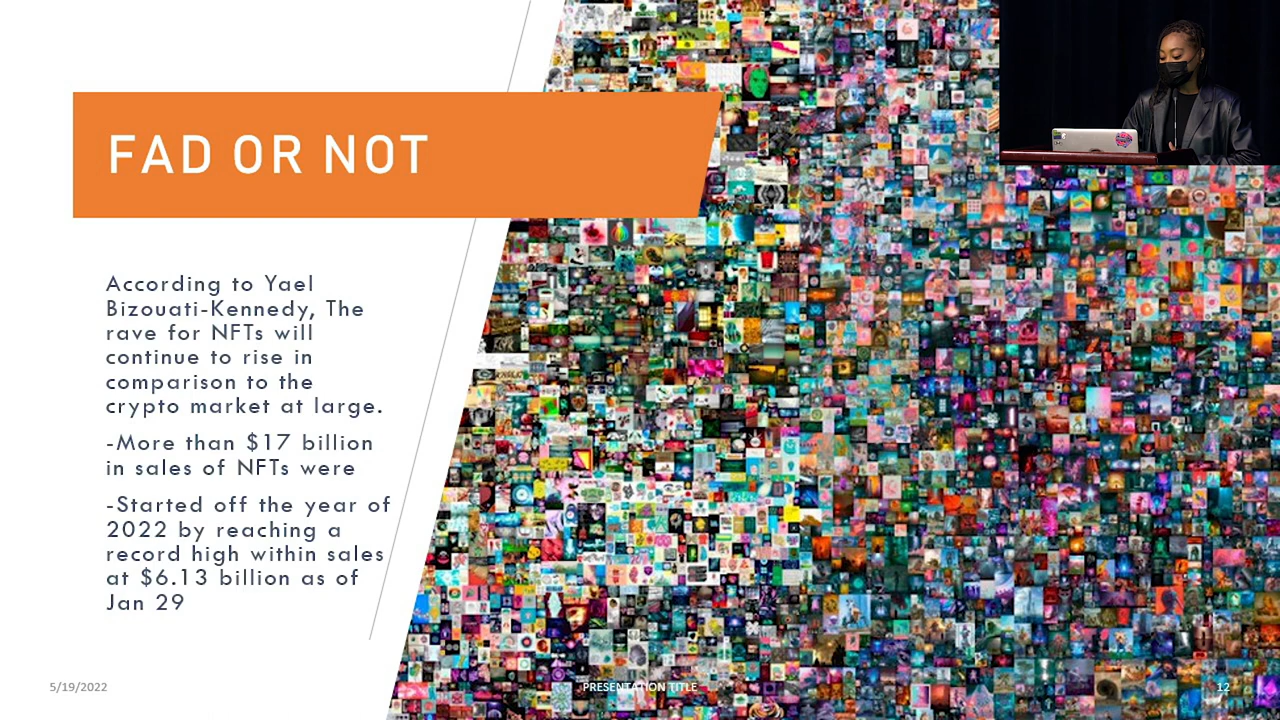 FAD OR NOT
According to Yael
Bizouati-Kennedy, The
rave for NFTs will
continue to rise in
comparison to the
crypto market at large.
-More than $17 billion
in sales of NFTs were
-Started off the year of
2022 by reaching a
record high within sales
at $6.13 billion as of
Jan 29
5/19/2022
PRESENTATION TITLE
12